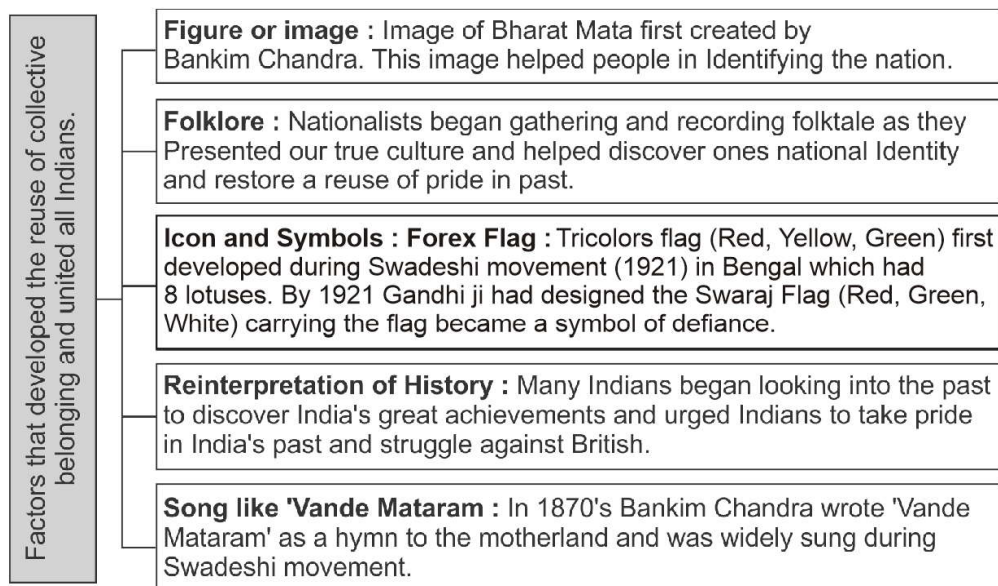 Factors that developed the reuse of collective
belonging and united all Indians.
Figure or image : Image of Bharat Mata first created by
Bankim Chandra. This image helped people in Identifying the nation.
Folklore : Nationalists began gathering and recording folktale as they
Presented our true culture and helped discover ones national Identity
and restore a reuse of pride in past.
Icon and Symbols : Forex Flag : Tricolors flag (Red, Yellow, Green) first
developed during Swadeshi movement (1921) in Bengal which had
8 lotuses. By 1921 Gandhi ji had designed the Swaraj Flag (Red, Green,
White) carrying the flag became a symbol of defiance.
Reinterpretation of History : Many Indians began looking into the past
to discover India's great achievements and urged Indians to take pride
in India's past and struggle against British.
Song like 'Vande Mataram : In 1870's Bankim Chandra wrote 'Vande
Mataram' as a hymn to the motherland and was widely sung during
Swadeshi movement.